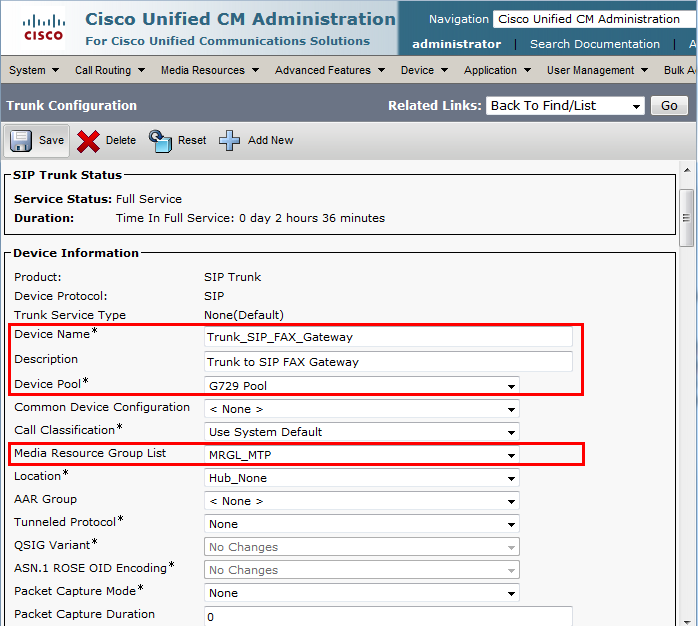 Cisco Unified CM Administration
Navigation Cisco Unified CM Administration
CISCO For Cisco Unified Communications Solutions
administrator | Search Documentation | A
System Call Routing Media Resources Advanced Features Device Application User Management Bulk A
Trunk Configuration Related Links: Back To Find/List Go
Save Delete Reset Add New
SIP Trunk Status
Service Status: Full Service
Duration: Time In Full Service: 0 day 2 hours 36 minutes
Device Information
Product: SIP Trunk
Device Protocol: SIP
Trunk Service Type None(Default)
Device Name* Trunk_SIP_FAX_Gateway
Description Trunk to SIP FAX Gateway
Device Pool* G729 Pool
Common Device Configuration < None >
Call Classification* Use System Default
Media Resource Group List MRGL_MTP
Location* Hub_None
AAR Group < None >
Tunneled Protocol* None
QSIG Variant* No Changes
ASN.1 ROSE OID Encoding* No Changes
Packet Capture Mode* None
Packet Capture Duration 0